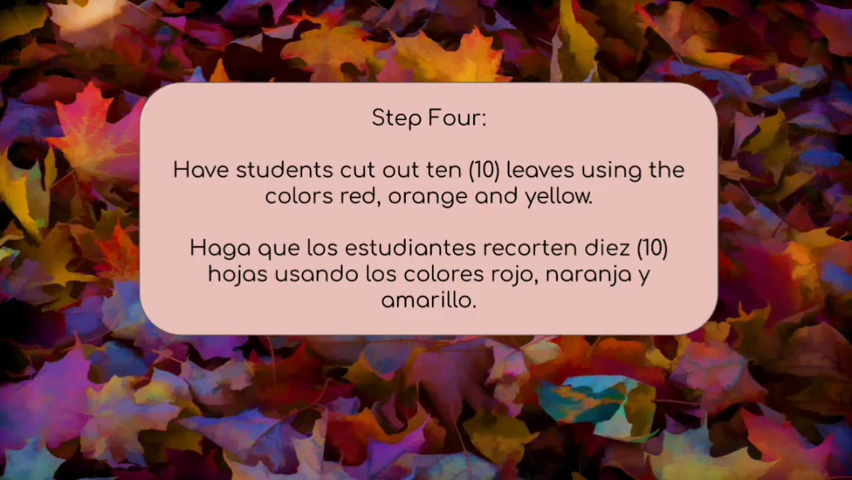 Step Four:
Have students cut out ten (10) leaves using the
colors red, orange and yellow.
Haga que los estudiantes recorten diez (10)
hojas usando los colores rojo, naranja y
amarillo.